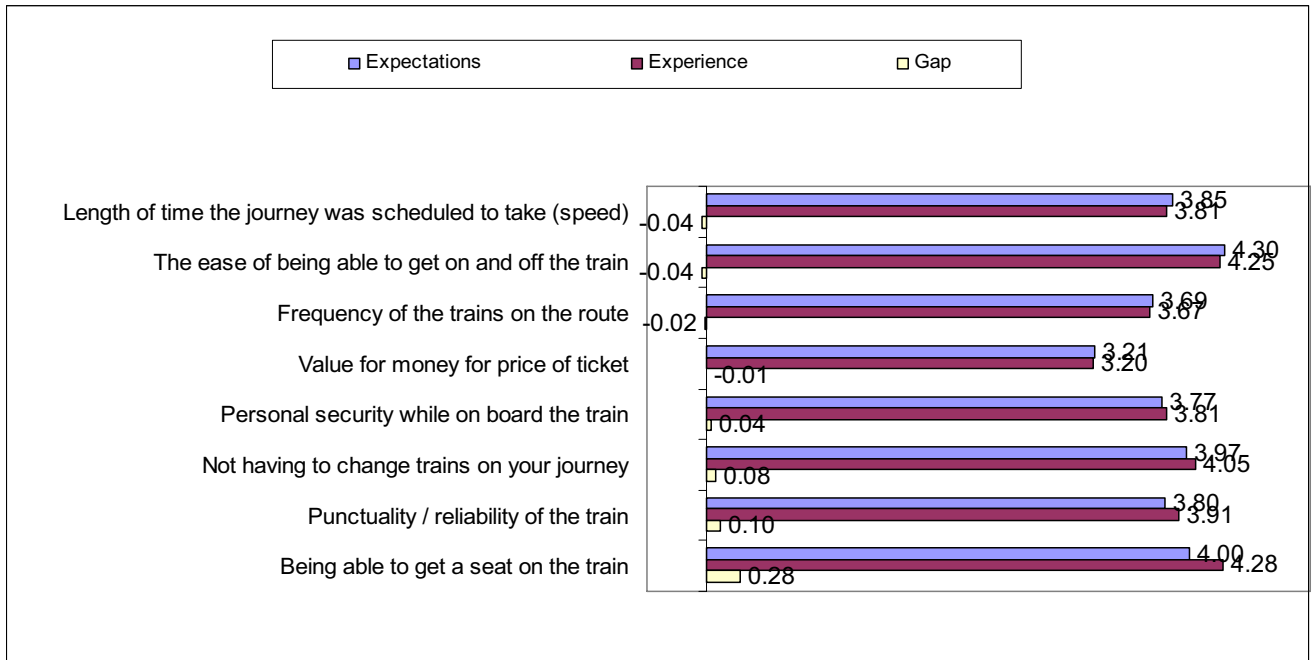 Expectations Experience Gap
Length of time the journey was scheduled to take (speed) -0.04 3.85 3.81
The ease of being able to get on and off the train -0.04 4.30 4.25
Frequency of the trains on the route -0.02 3.69 3.67
Value for money for price of ticket -0.01 3.21 3.20
Personal security while on board the train 0.04 3.77 3.81
Not having to change trains on your journey 0.08 3.97 4.05
Punctuality / reliability of the train 0.10 3.80 3.91
Being able to get a seat on the train 0.28 4.00 4.28